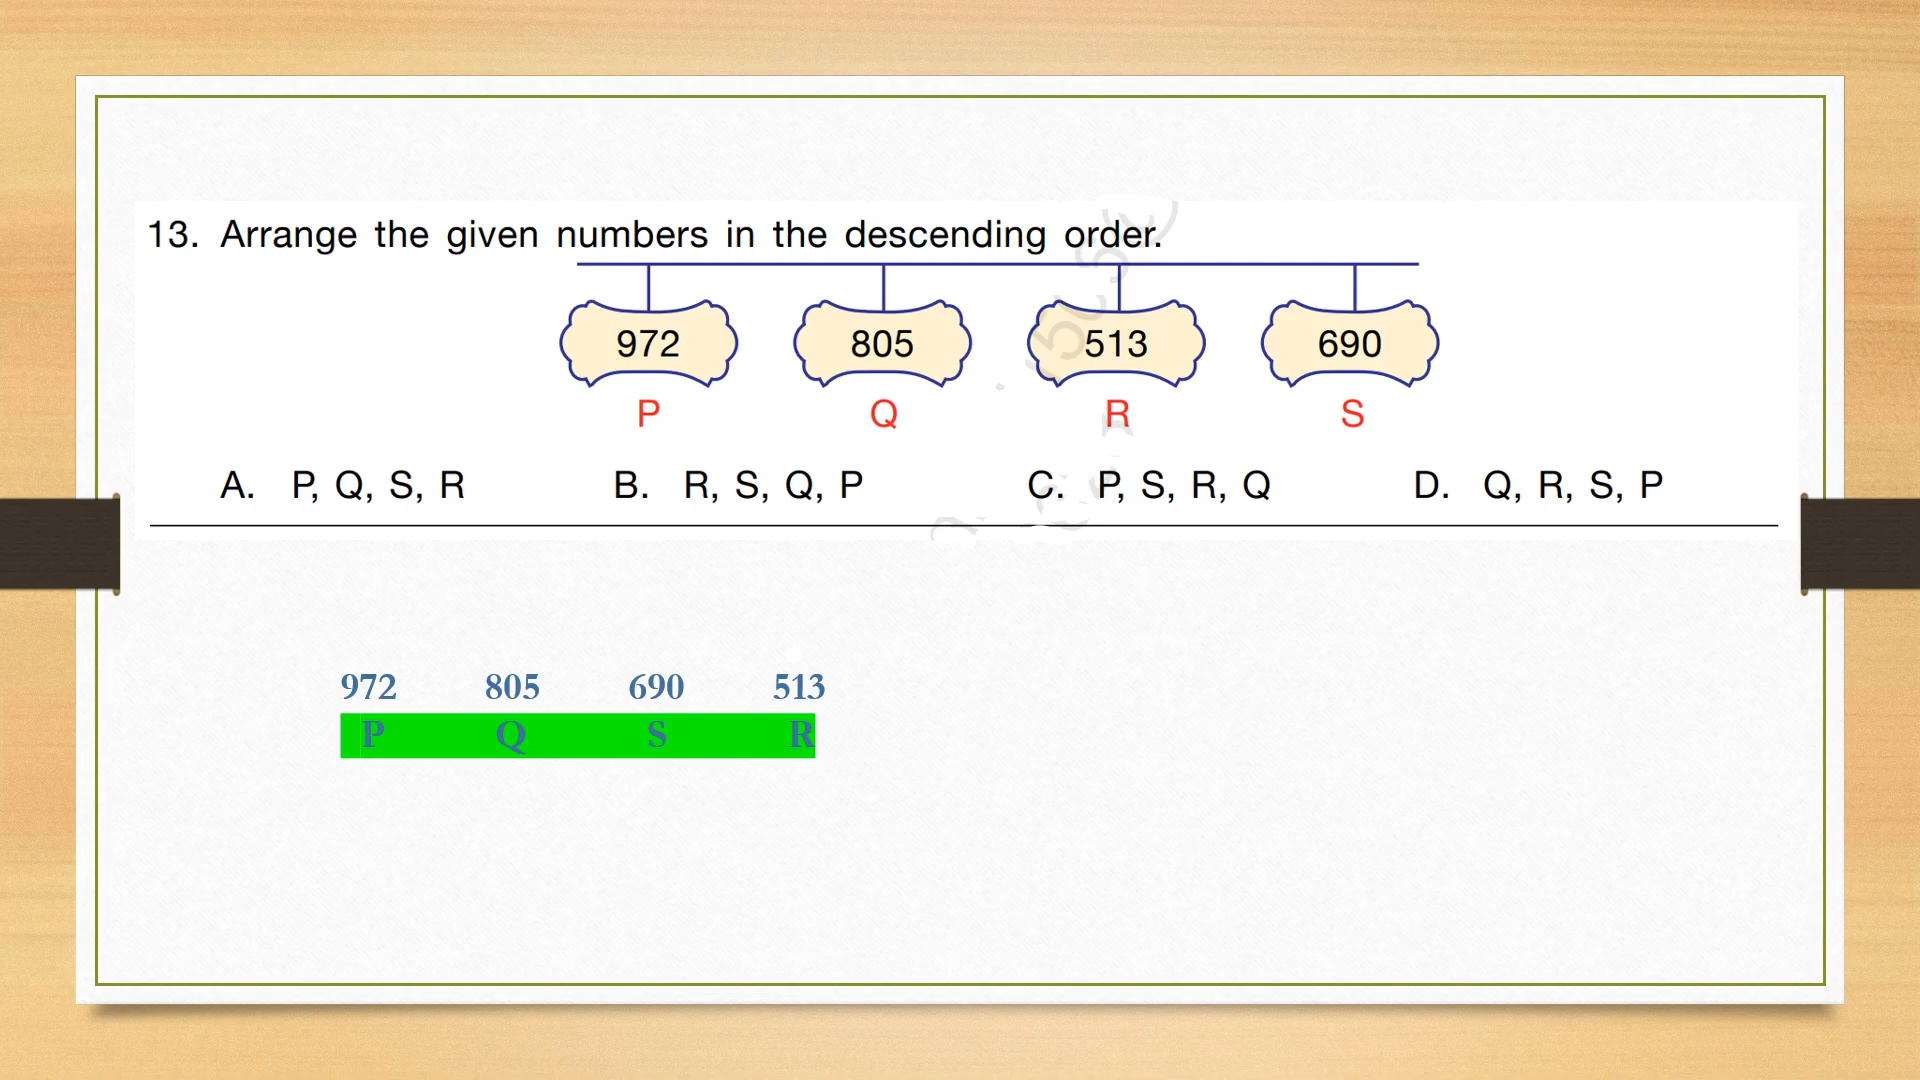 13. Arrange the given numbers in the descending order.
972 805 513 690
P Q R S
A. P, Q, S, R B. R, S, Q, P C. P, S, R, Q D. Q, R, S, P
972 805 690 513
P Q S R